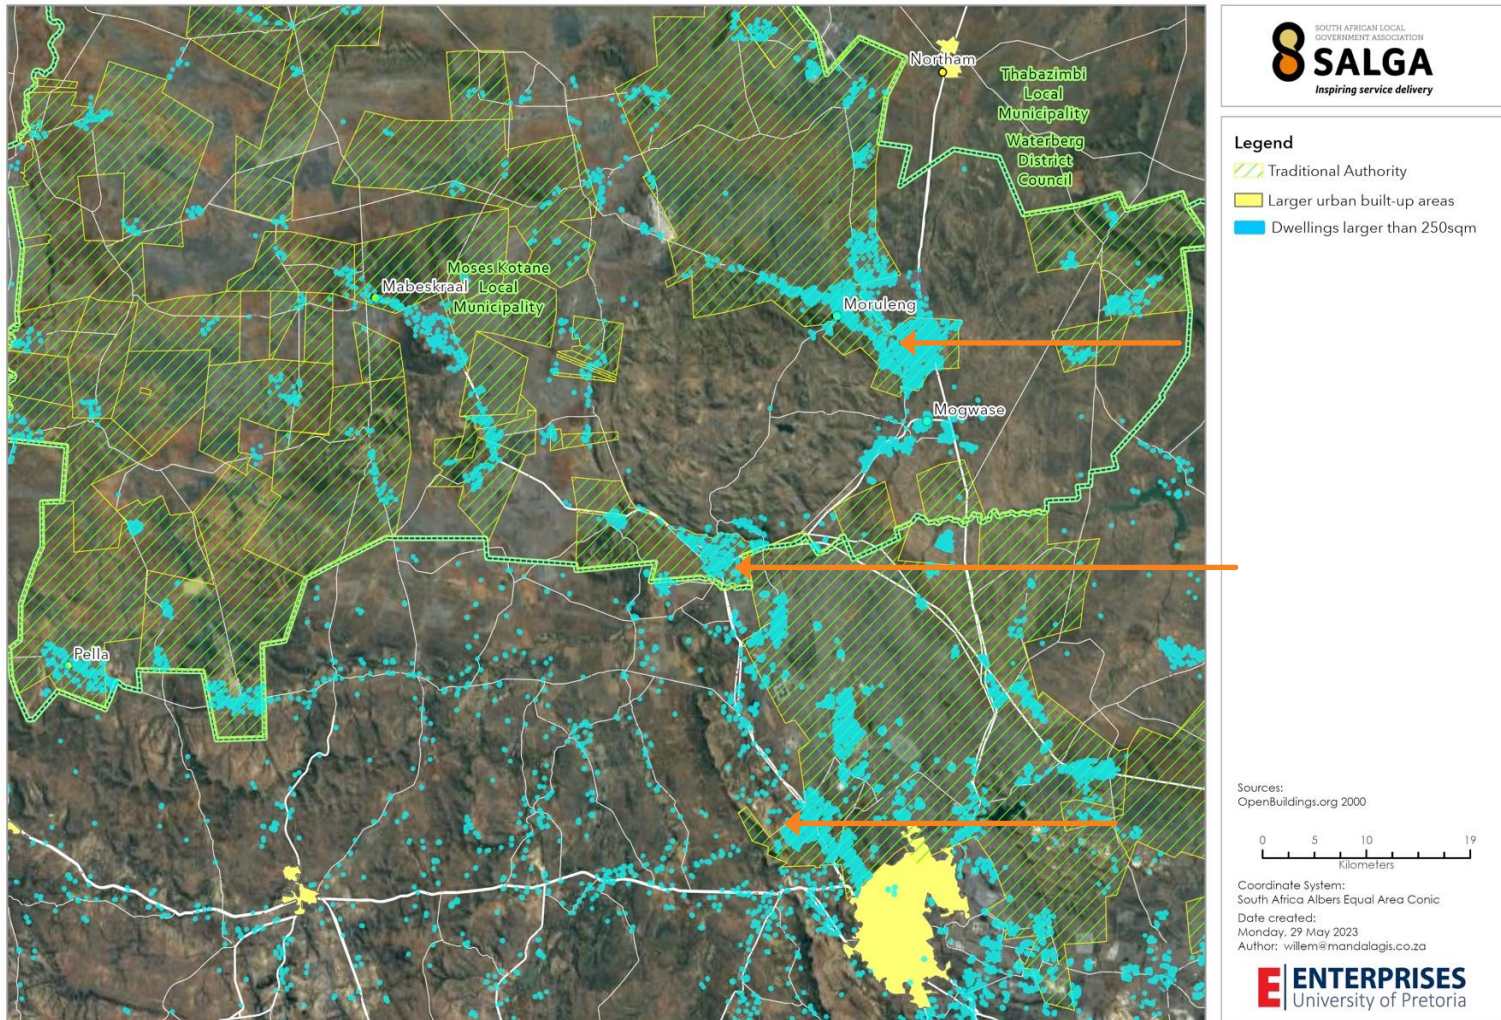 Northam
Thabazimbi
Local
Municipality
Waterberg
District
Council
Moses Kotane
Local
Municipality
Mabeskraal
Moruleng
Mogwase
Pella
SOUTH AFRICAN LOCAL
GOVERNMENT ASSOCIATION
SALGA
Inspiring service delivery
Legend
Traditional Authority
Larger urban built-up areas
Dwellings larger than 250sqm
Sources:
OpenBuildings.org 2000
0 5 10 19
Kilometers
Coordinate System:
South Africa Albers Equal Area Conic
Date created:
Monday, 29 May 2023
Author: willem@mandalagis.co.za
E ENTERPRISES
University of Pretoria